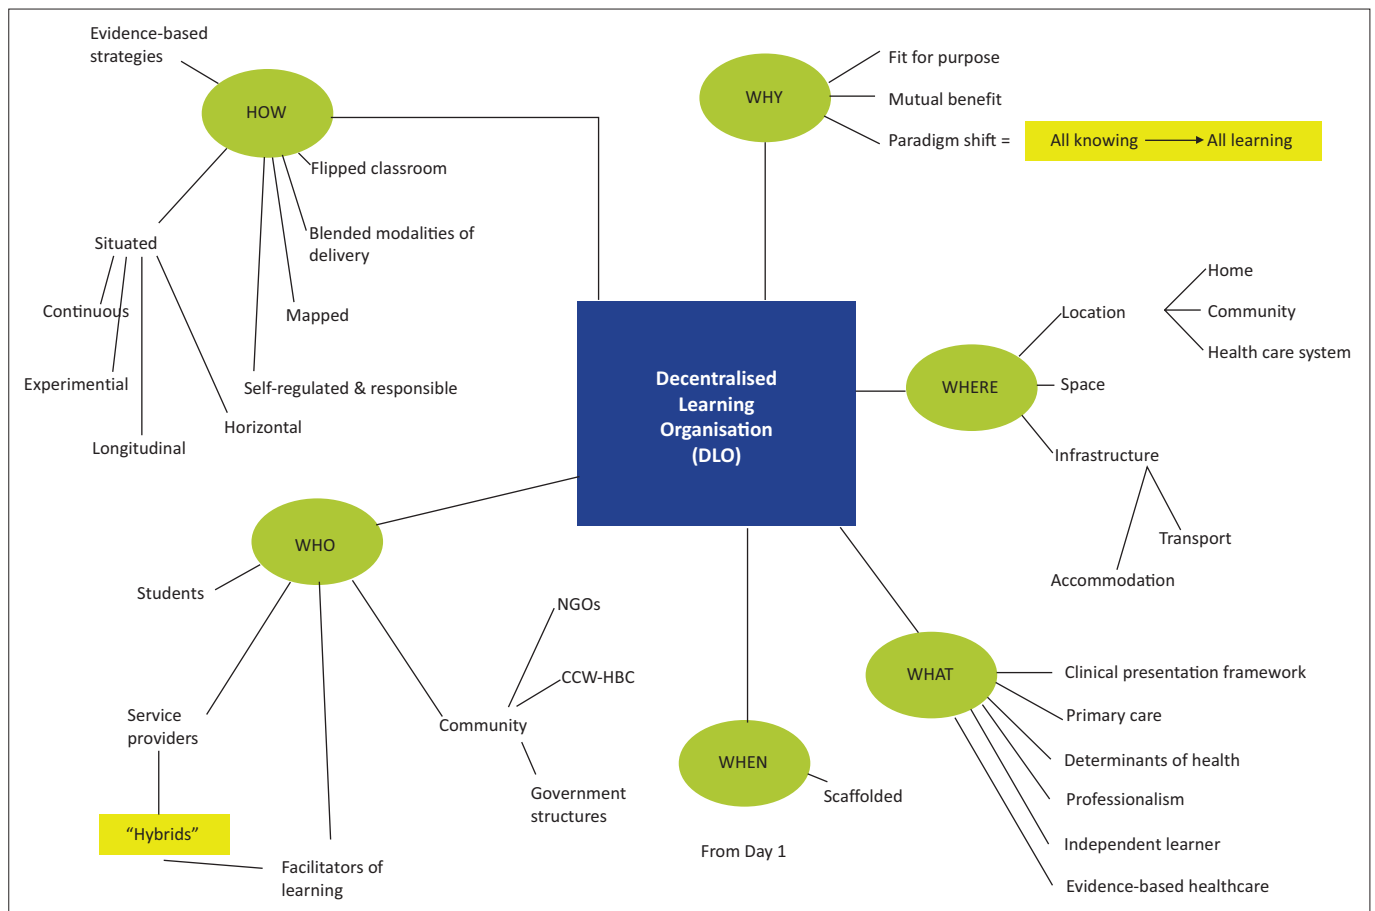 Evidence-based
strategies
HOW
Flipped classroom
Blended modalities of
delivery
Mapped
Self-regulated & responsible
Situated
Continuous
Experimential
Longitudinal
Horizontal
WHY
Fit for purpose
Mutual benefit
Paradigm shift =
All knowing
All learning
Decentralised
Learning
Organisation
(DLO)
WHERE
Location
Home
Community
Health care system
Space
Infrastructure
Transport
Accommodation
WHO
Students
Service
providers
"Hybrids"
Facilitators of
learning
Community
NGOs
CCW-HBC
Government
structures
WHEN
Scaffolded
From Day 1
WHAT
Clinical presentation framework
Primary care
Determinants of health
Professionalism
Independent learner
Evidence-based healthcare